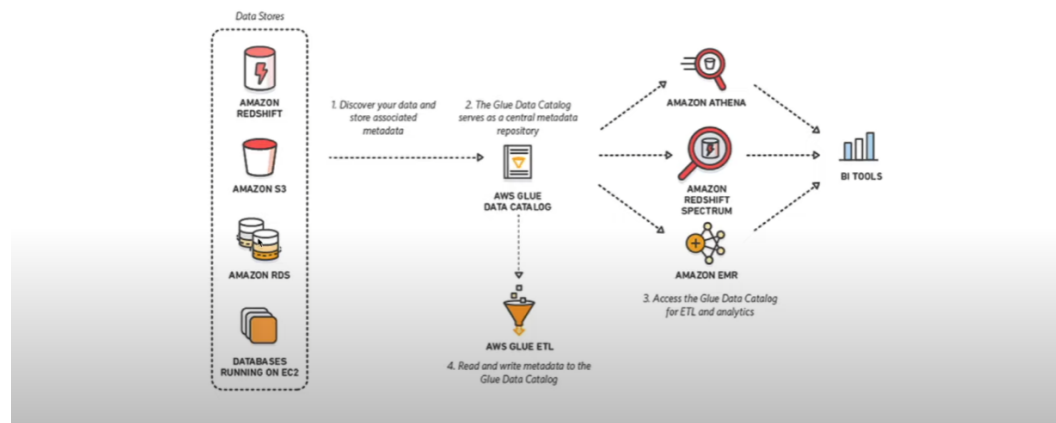 Data Stores
AMAZON
REDSHIFT
AMAZON S3
AMAZON RDS
DATABASES
RUNNING ON EC2
1. Discover your data and
store associated
metadata
2. The Glue Data Catalog
serves as a central metadata
repository
AWS GLUE
DATA CATALOG
AWS GLUE ETL
4. Read and write metadata to the
Glue Data Catalog
AMAZON ATHENA
AMAZON
REDSHIFT
SPECTRUM
AMAZON EMR
3. Access the Glue Data Catalog
for ETL and analytics
BI TOOLS